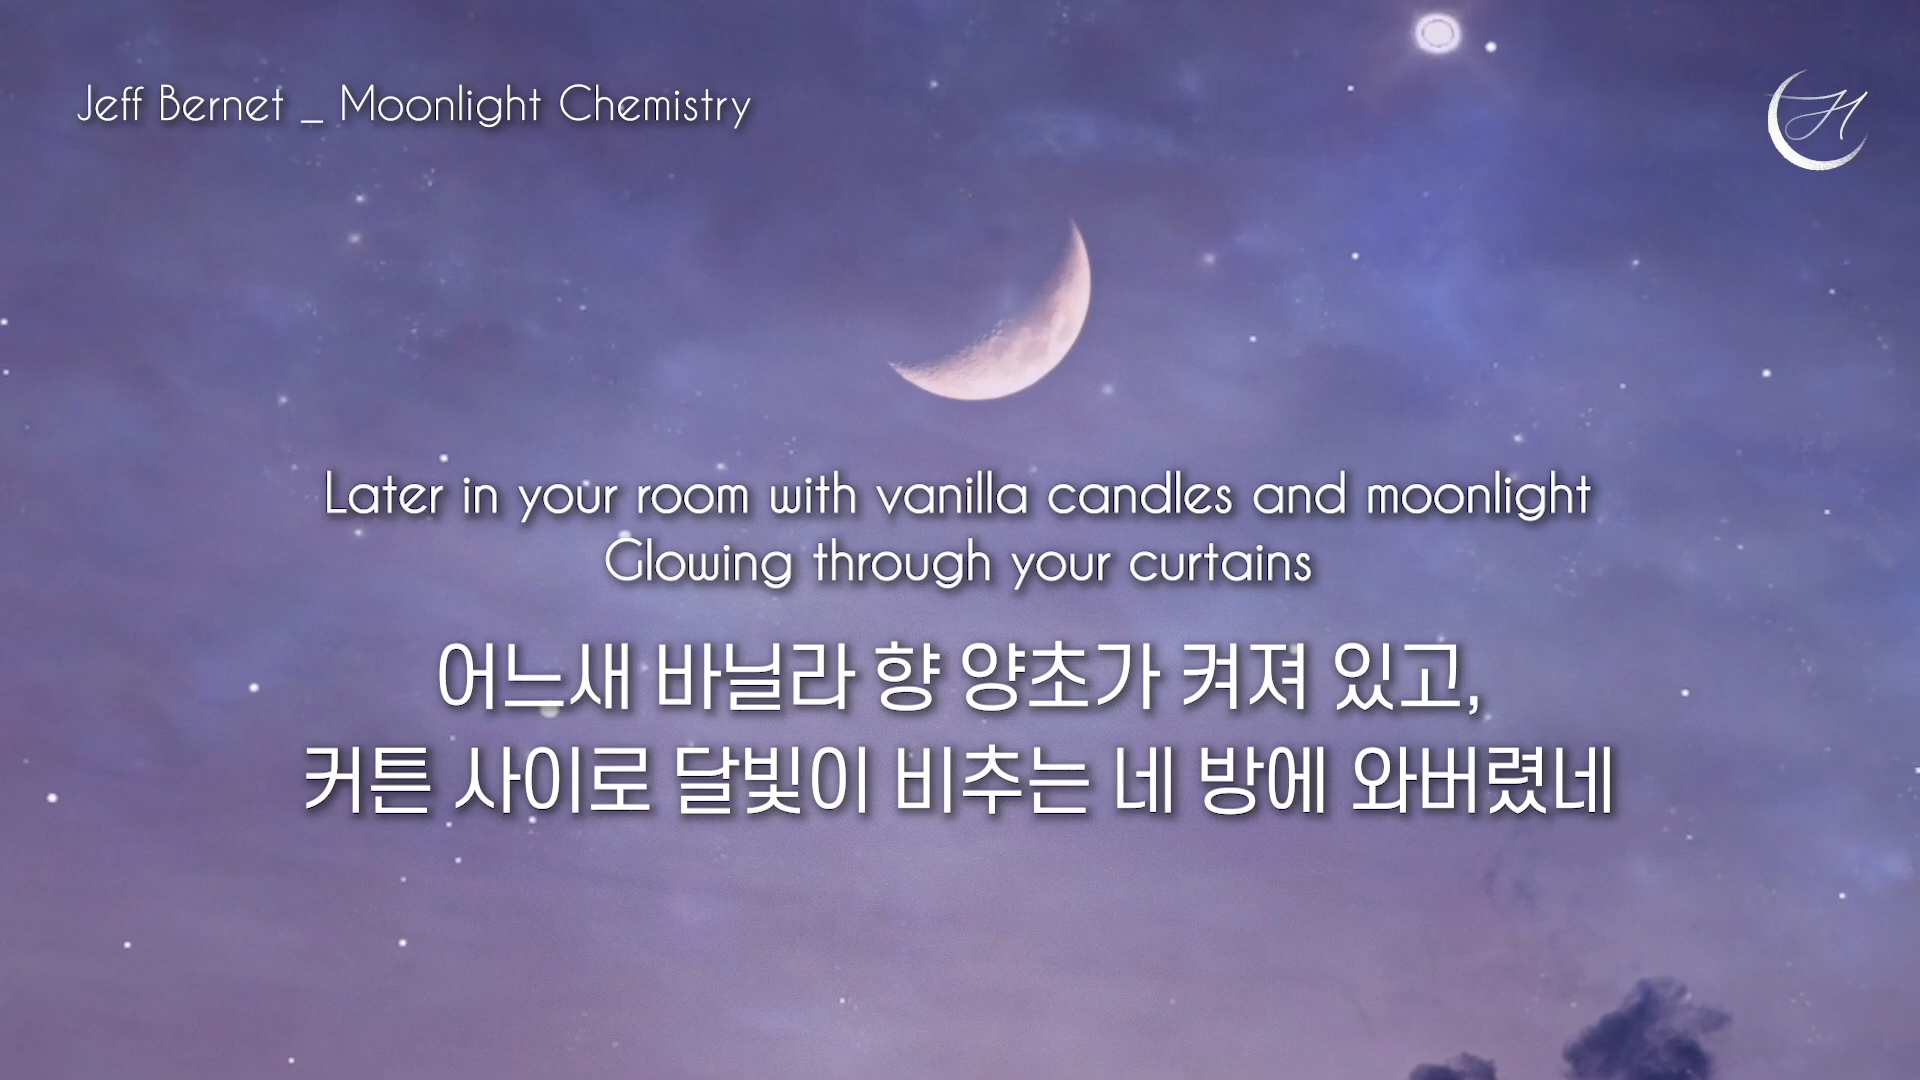 Jeff Bernet _ Moonlight Chemistry
H
Later in your room with vanilla candles and moonlight
Glowing through your curtains
어느새 바닐라 향 양초가 켜져 있고,
커튼 사이로 달빛이 비추는 네 방에 와버렸네